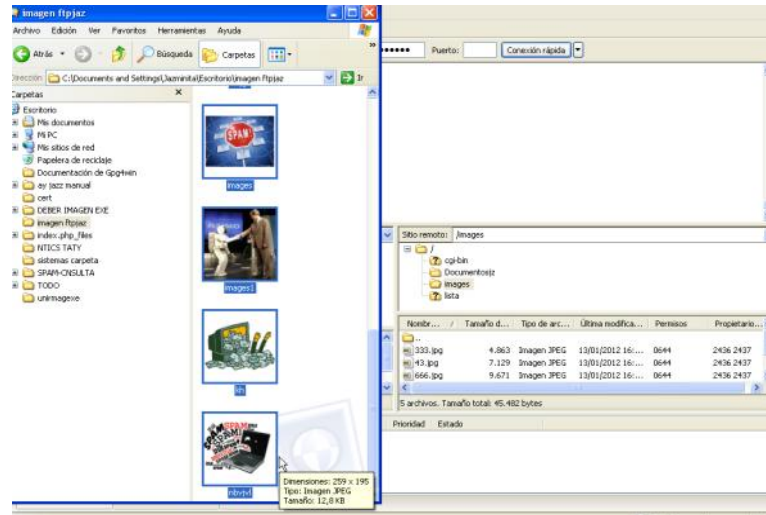 imagen ftpjaz
Archivo Edición Ver Favoritos Herramientas Ayuda
Atrás Búsqueda Carpetas
Dirección C:\Documents and Settings\Jazminita\Escritorio\imagen ftpjaz Ir
Carpetas
Escritorio
Mis documentos
Mi PC
Mis sitios de red
Papelera de reciclaje
Documentación de Gpg4win
ay jazz manual
cert
DEBER IMAGEN EXE
imagen ftpjaz
index.php_files
NTICS TATY
sistemas carpeta
SPAM-CNSULTA
TODO
unirmagexe
SPAM!
images
images1
kh
SPAM
SPAM!
nbvjvl
Dimensiones: 259 x 195
Tipo: Imagen JPEG
Tamaño: 12,8 KB
Puerto: Conexión rápida
Sitio remoto: /images
/
cgi-bin
Documentosjz
images
lista
Nombr... / Tamaño d... Tipo de arc... Última modifica... Permisos Propietario...
..
333.jpg 4.863 Imagen JPEG 13/01/2012 16:... 0644 2436 2437
43.jpg 7.129 Imagen JPEG 13/01/2012 16:... 0644 2436 2437
666.jpg 9.671 Imagen JPEG 13/01/2012 16:... 0644 2436 2437
5 archivos. Tamaño total: 45.482 bytes
Prioridad Estado